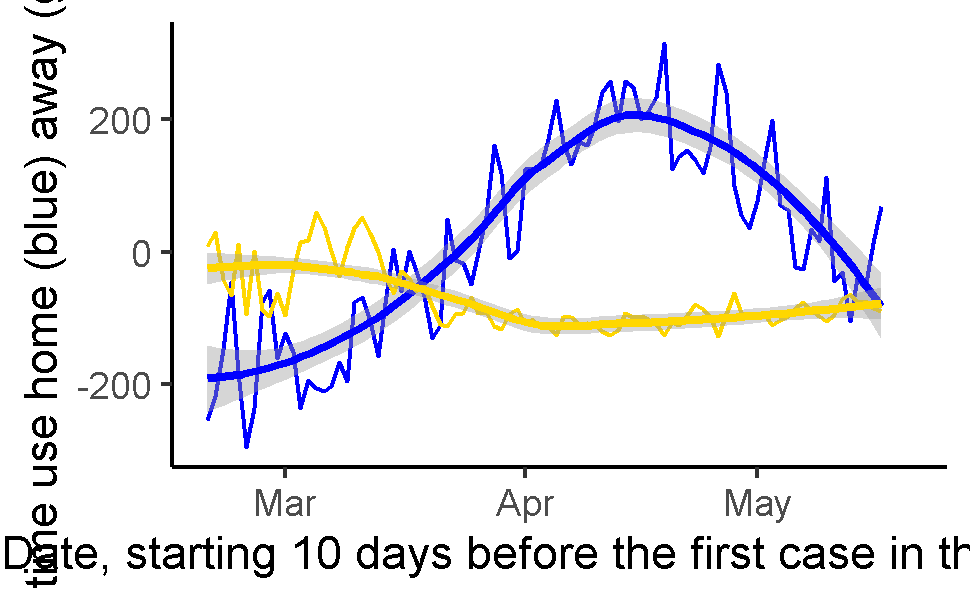 time use home (blue) away (
200
0
-200
Mar
Apr
May
Date, starting 10 days before the first case in th